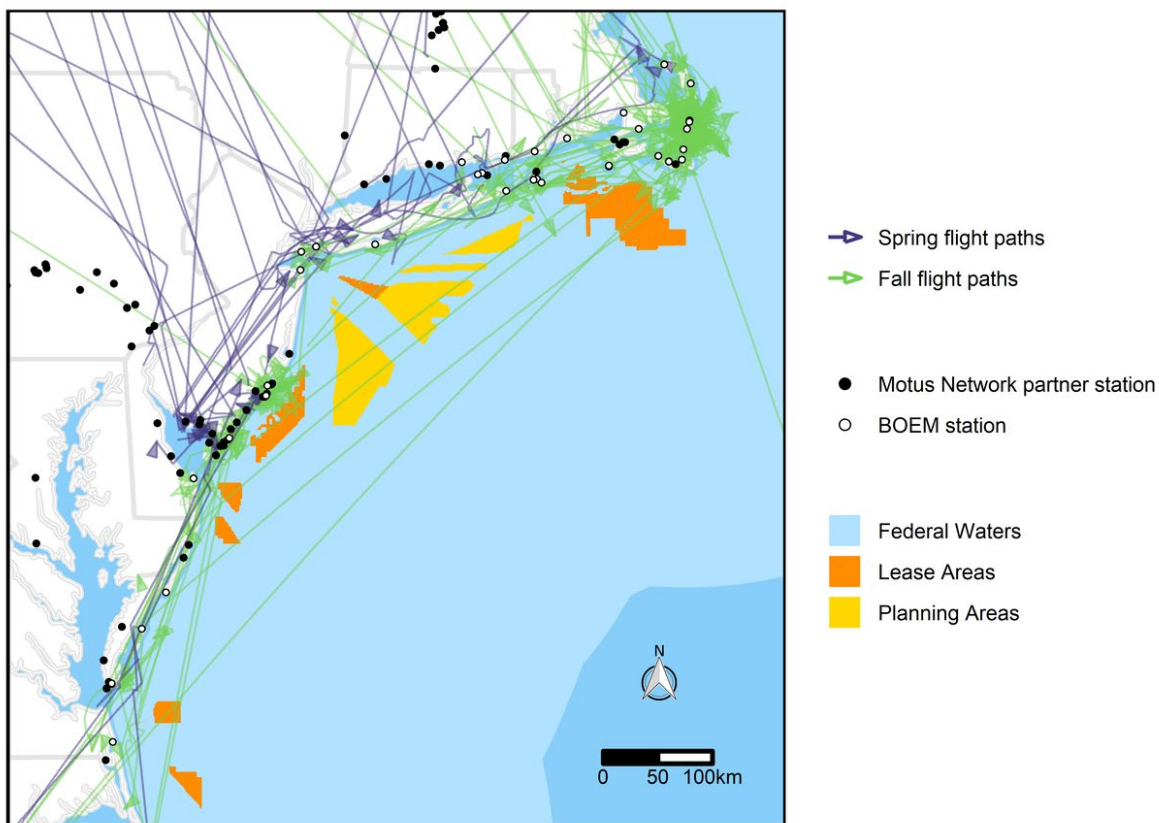 Spring flight paths
Fall flight paths
Motus Network partner station
BOEM station
Federal Waters
Lease Areas
Planning Areas
N
0 50 100km